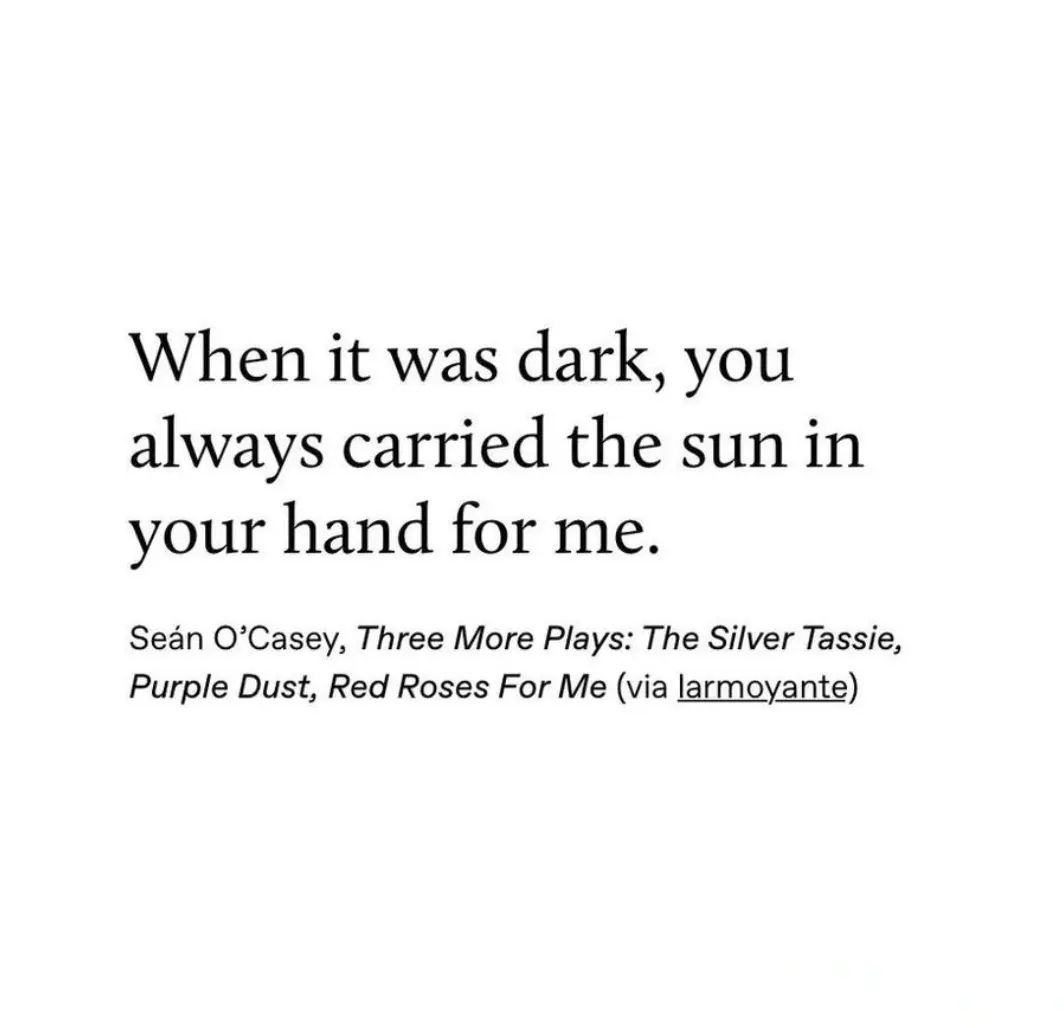 When it was dark, you
always carried the sun in
your hand for me.
Seán O’Casey, Three More Plays: The Silver Tassie,
Purple Dust, Red Roses For Me (via larmoyante)